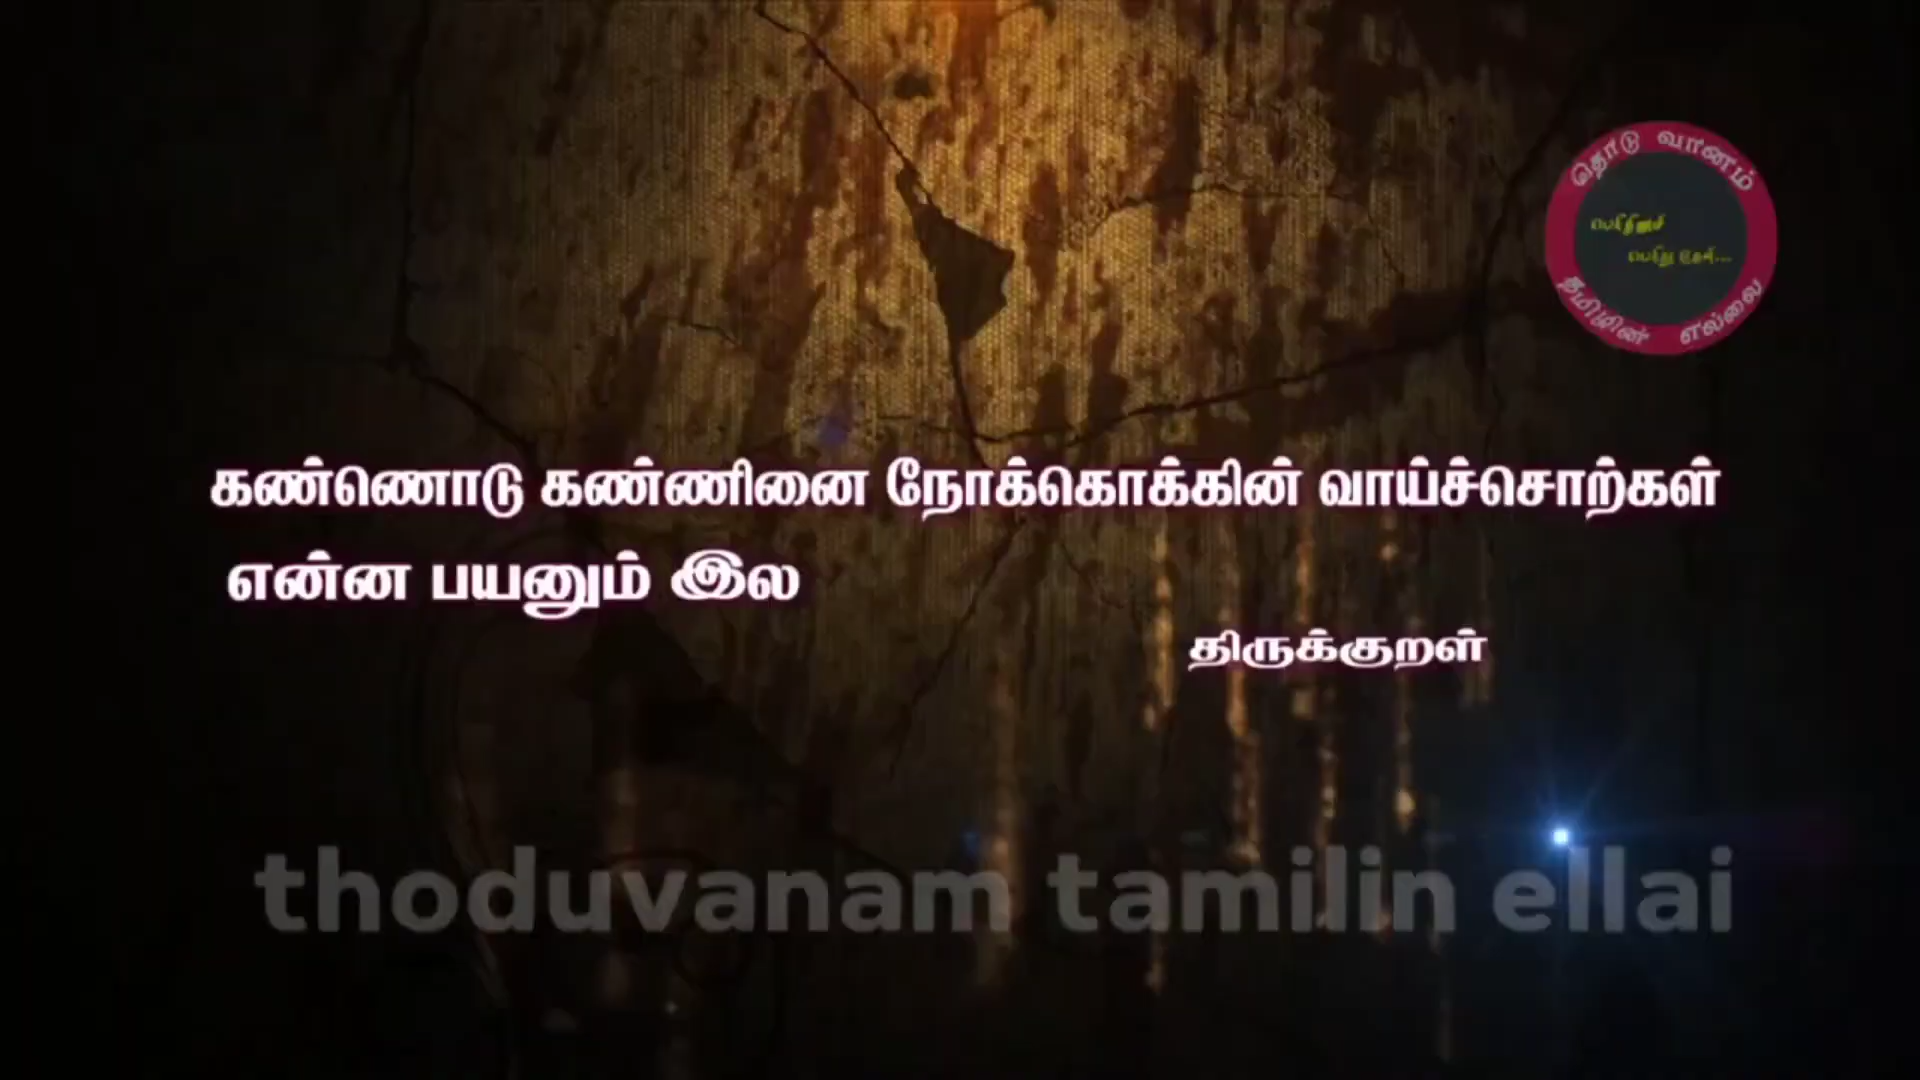 தொடு வானம்
பெரிதினும்
பெரிது கேள்...
தமிழின் எல்லை
கண்ணொடு கண்ணினை நோக்கொக்கின் வாய்ச்சொற்கள்
என்ன பயனும் இல
திருக்குறள்
thoduvanam tamilin ellai